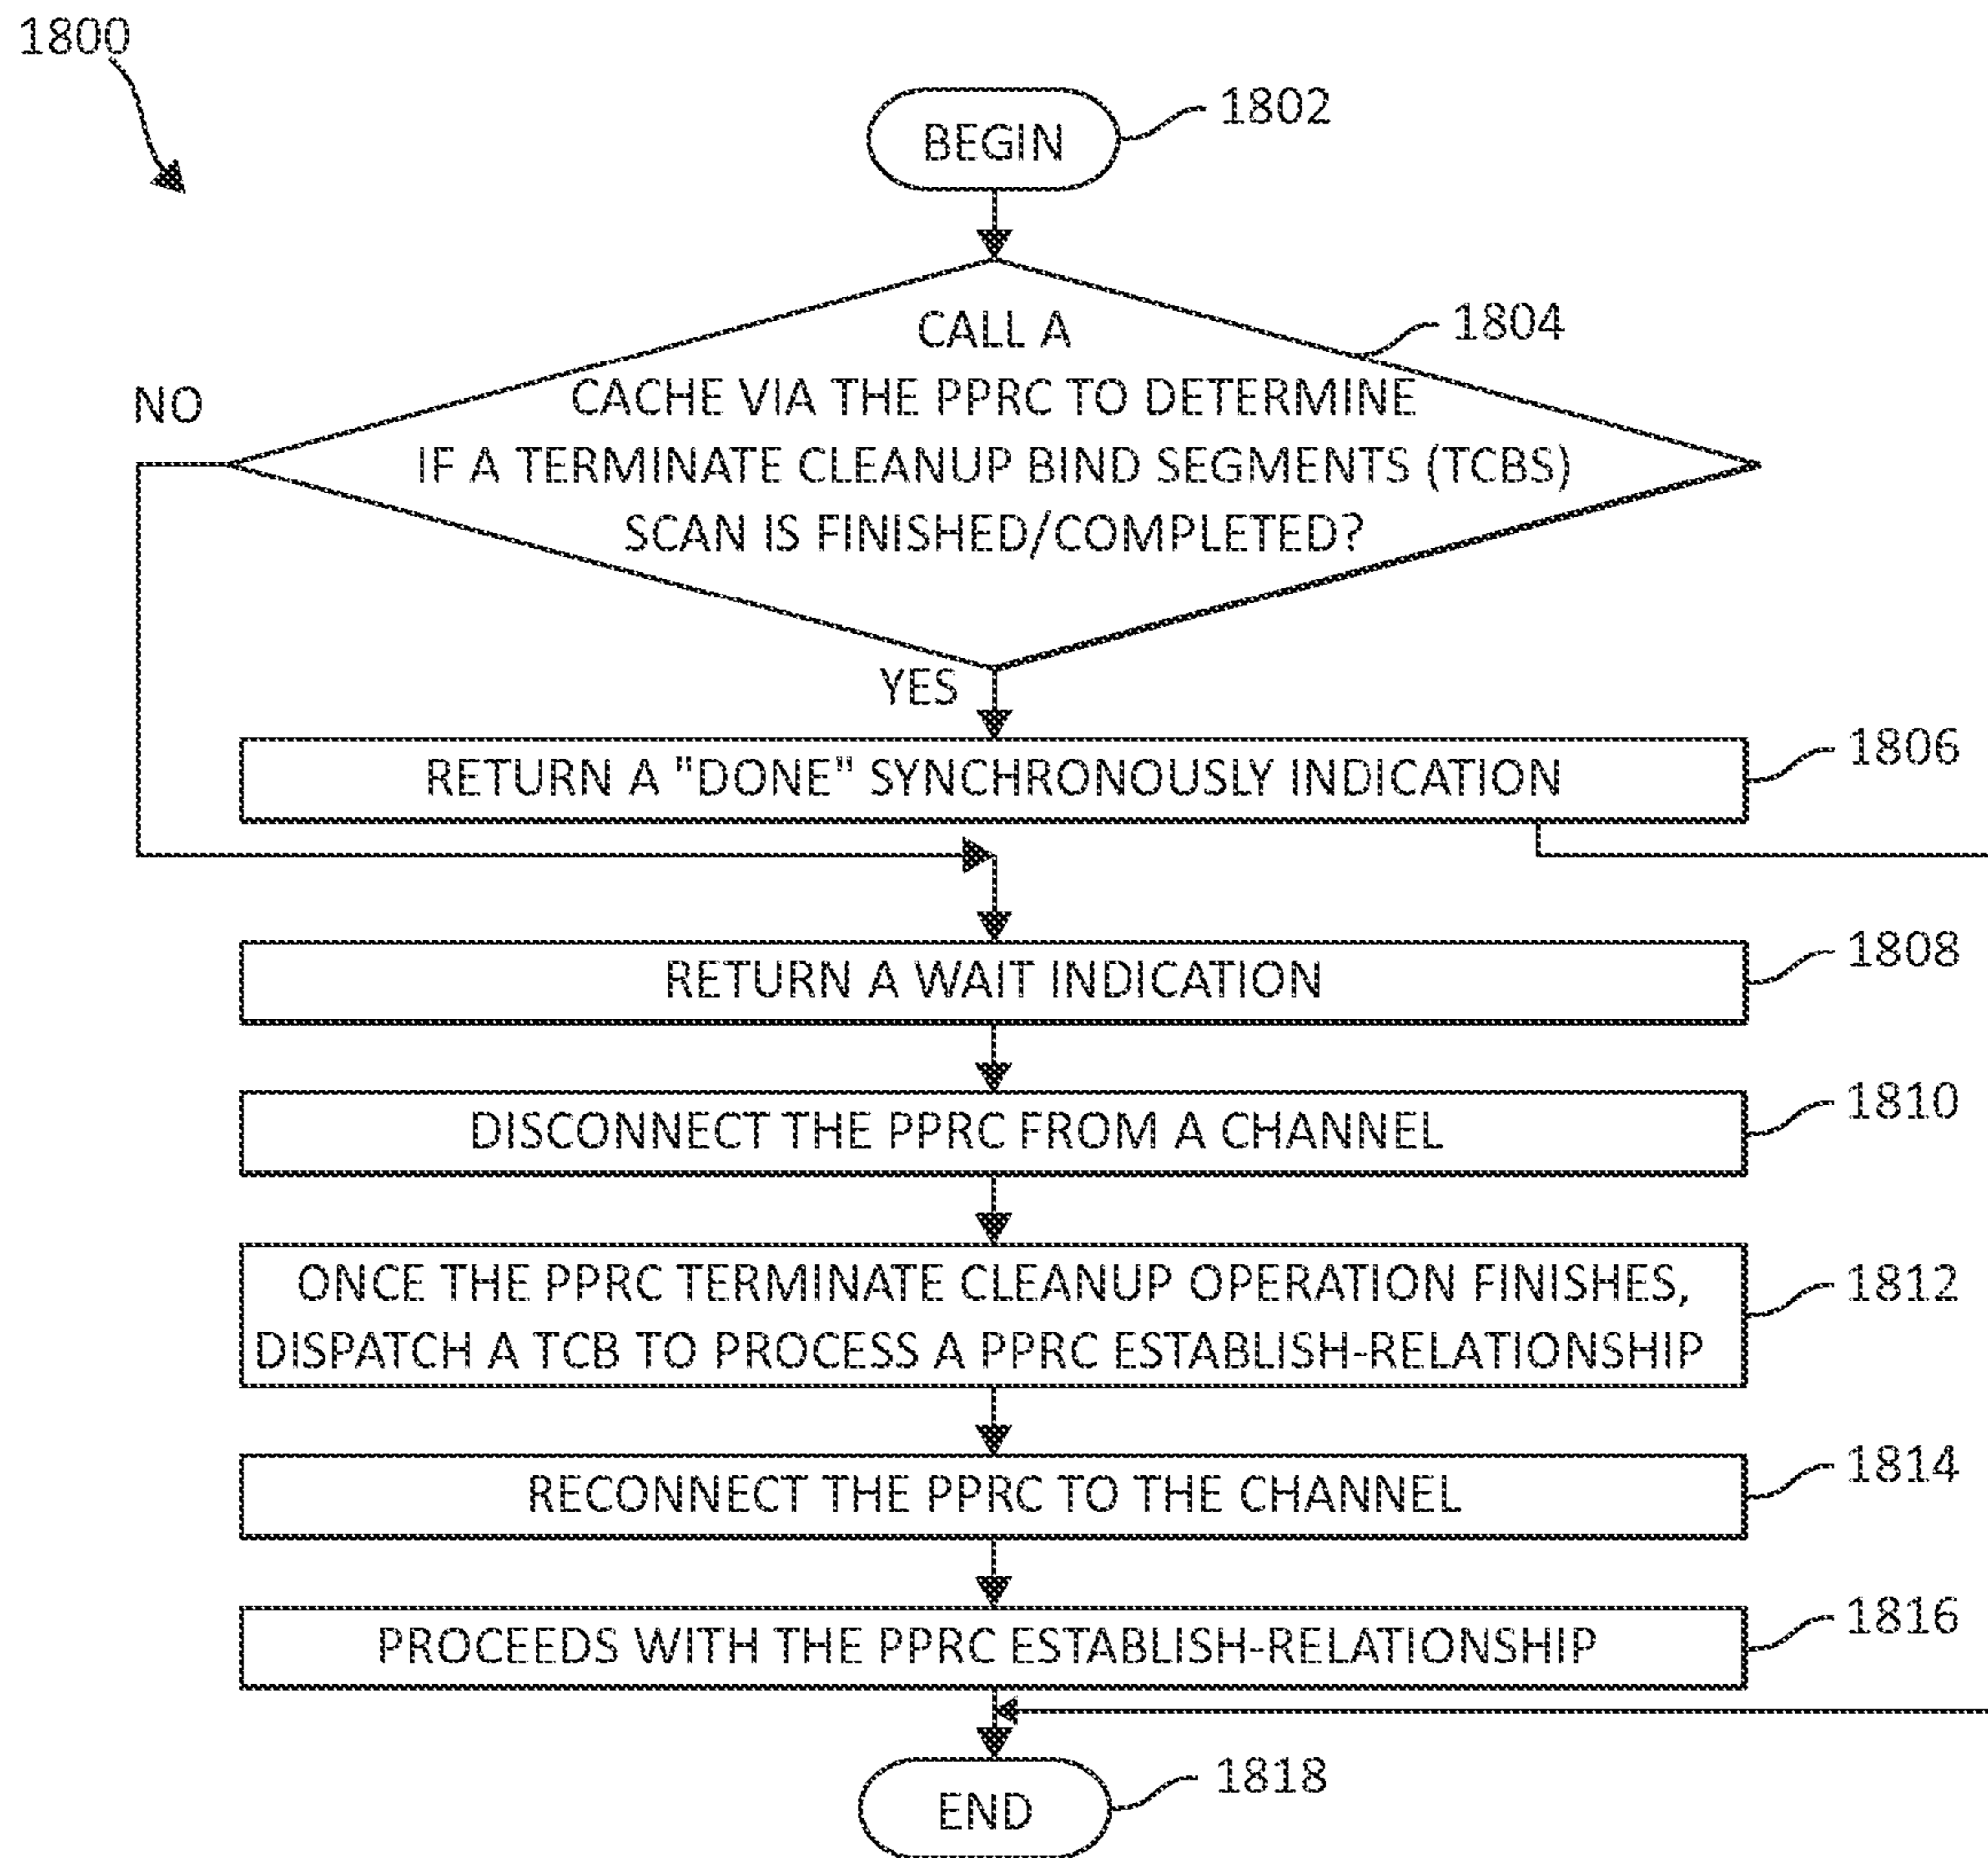 1800
BEGIN
1802
CALL A
1804
CACHE VIA THE PPRC TO DETERMINE
NO
IF A TERMINATE CLEANUP BIND SEGMENTS (TCBS)
SCAN IS FINISHED/COMPLETED?
YES
RETURN A "DONE" SYNCHRONOUSLY INDICATION
1806
RETURN A WAIT INDICATION
1808
DISCONNECT THE PPRC FROM A CHANNEL
1810
ONCE THE PPRC TERMINATE CLEANUP OPERATION FINISHES,
DISPATCH A TCB TO PROCESS A PPRC ESTABLISH-RELATIONSHIP
1812
RECONNECT THE PPRC TO THE CHANNEL
1814
PROCEEDS WITH THE PPRC ESTABLISH-RELATIONSHIP
1816
END
1818